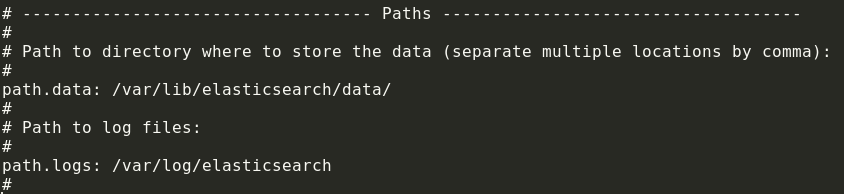 # ----------------------------------- Paths ------------------------------------
#
# Path to directory where to store the data (separate multiple locations by comma):
#
path.data: /var/lib/elasticsearch/data/
#
# Path to log files:
#
path.logs: /var/log/elasticsearch
#